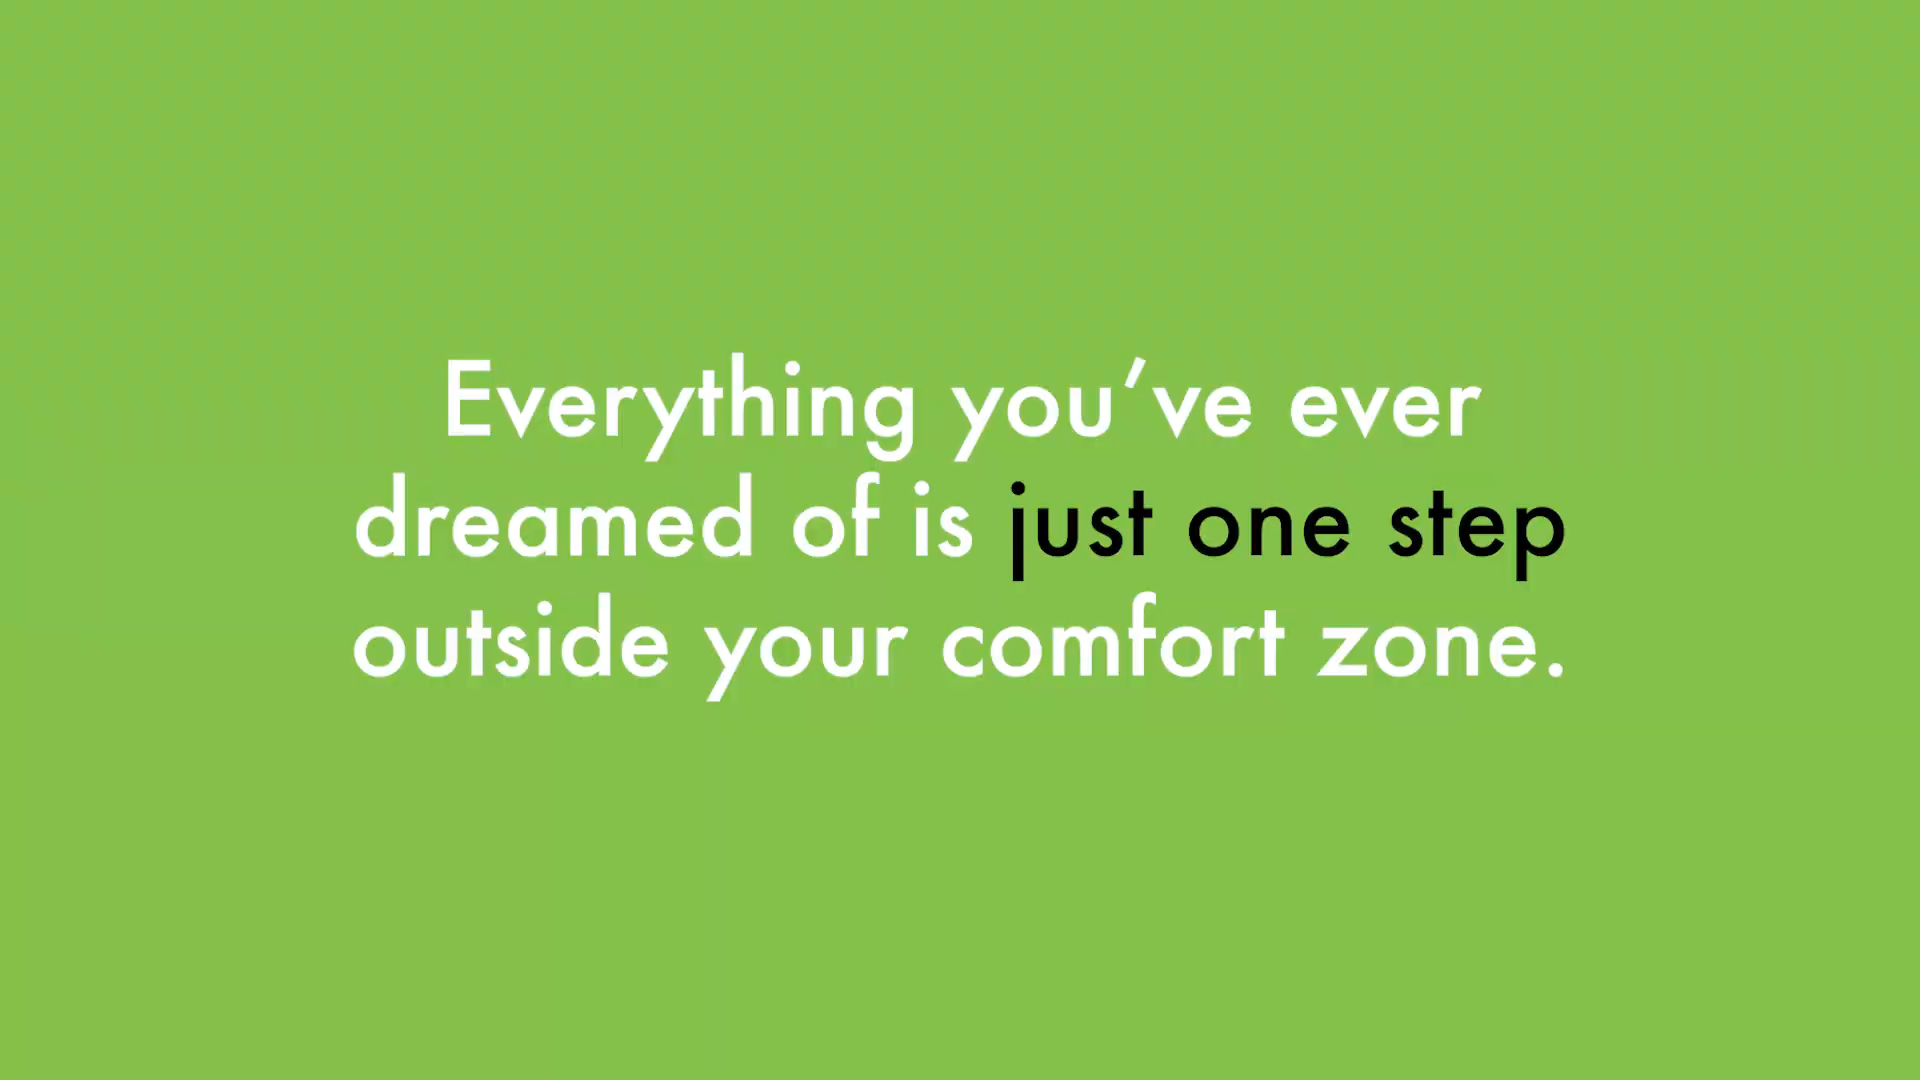 Everything you’ve ever
dreamed of is just one step
outside your comfort zone.